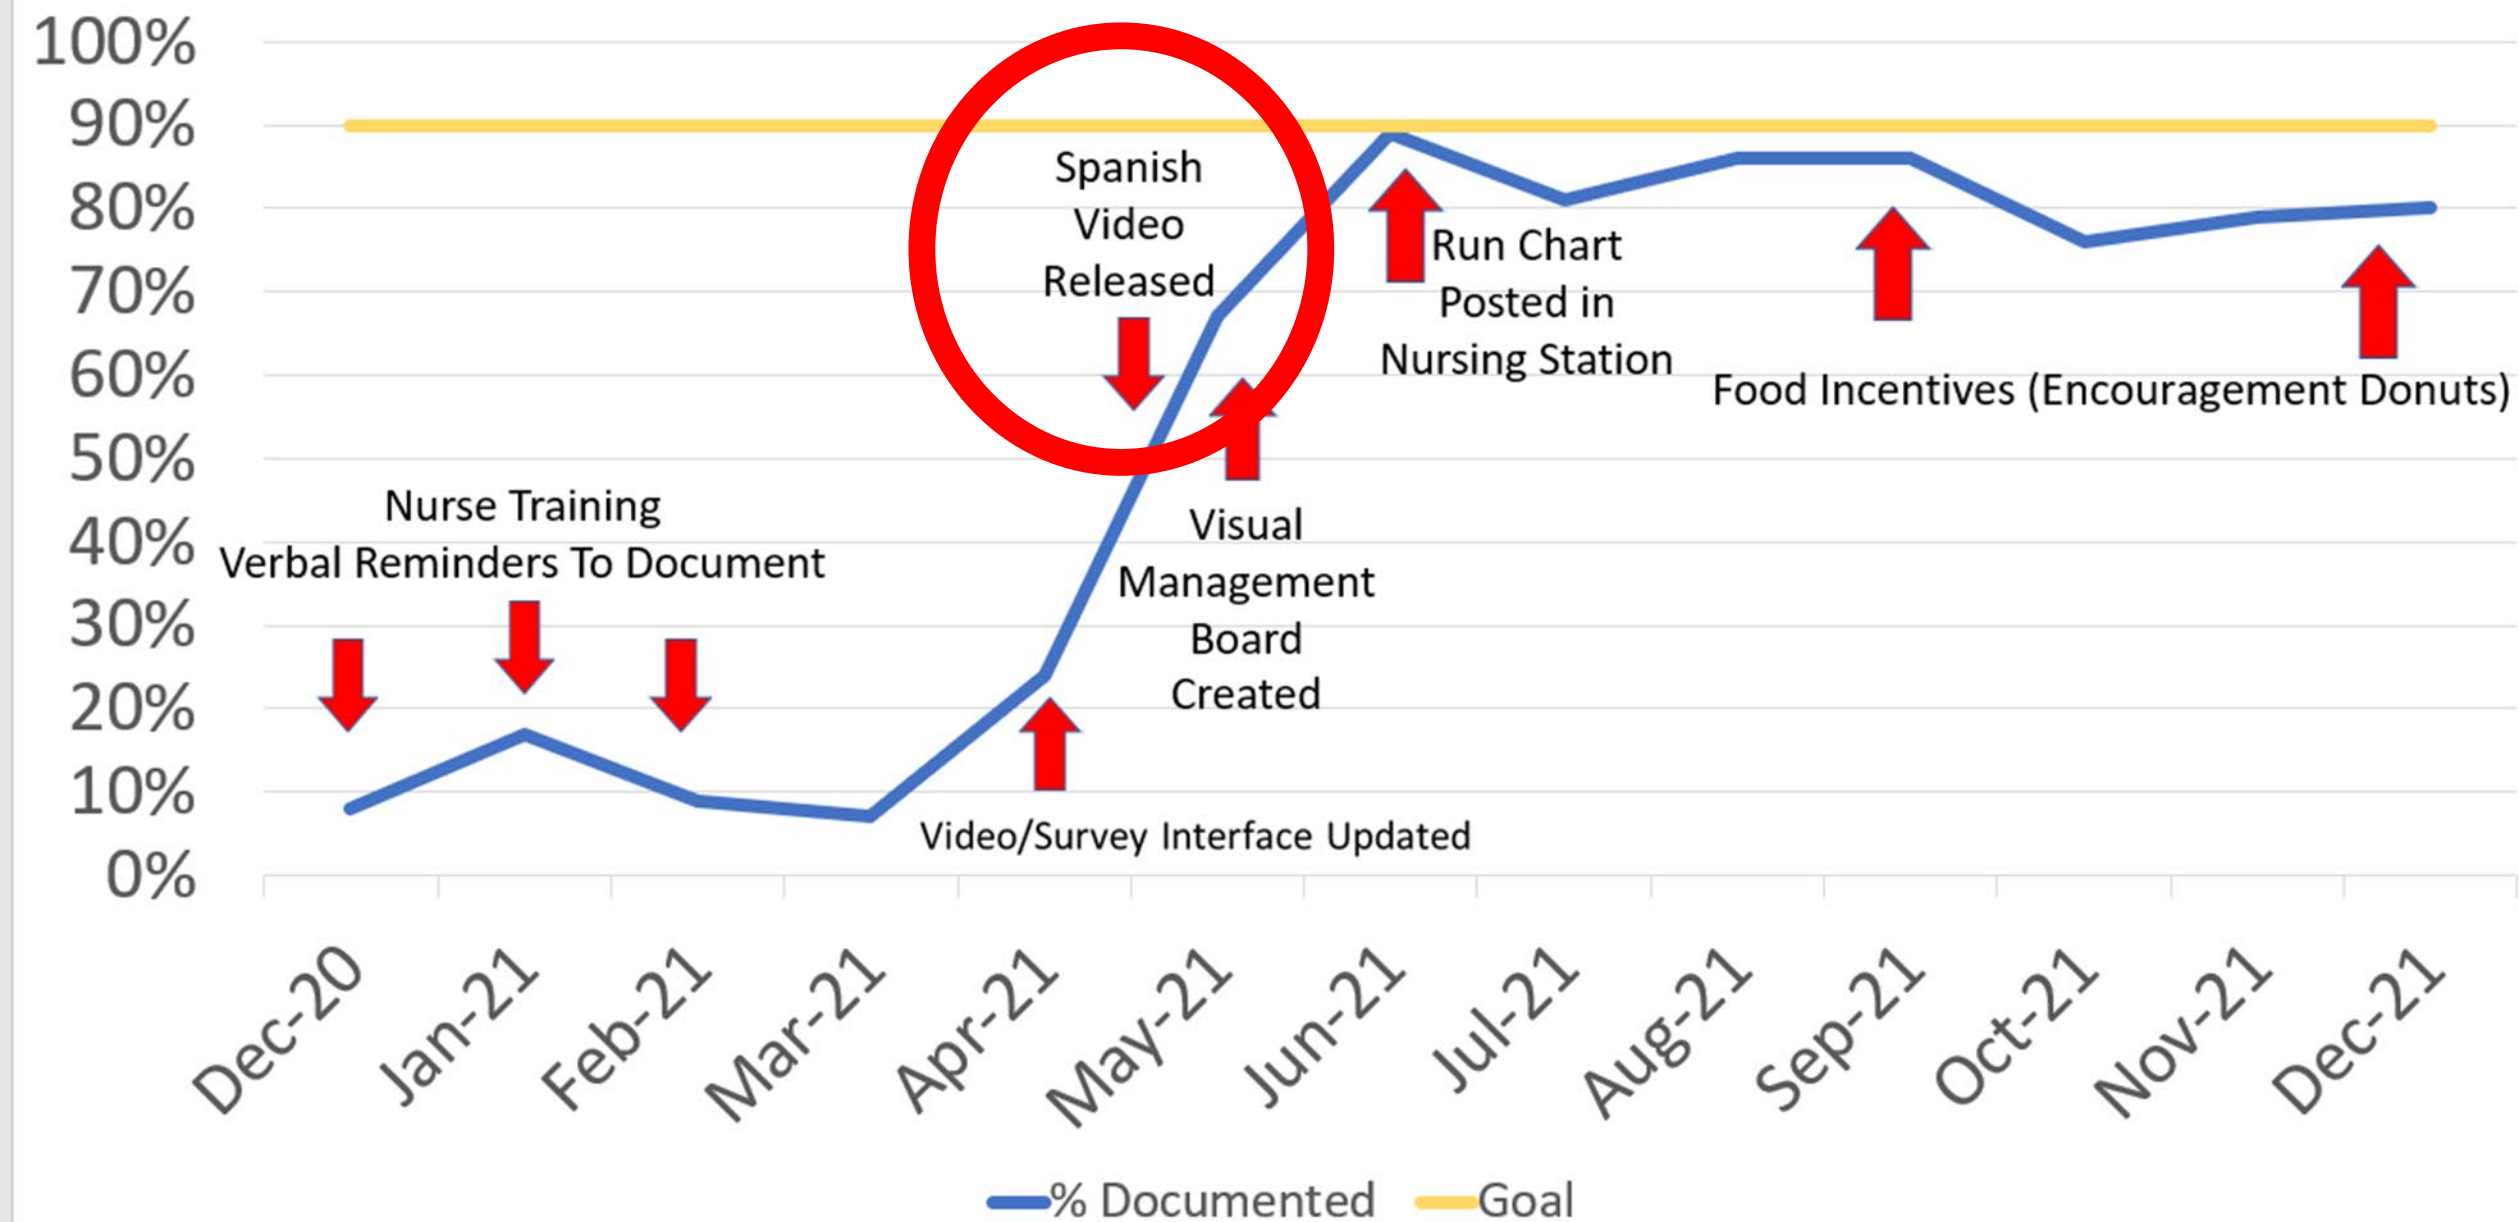 100%
90%
80%
70%
60%
50%
40%
30%
20%
10%
0%
Spanish
Video
Released
Run Chart
Posted in
Nursing Station
Food Incentives (Encouragement Donuts)
Nurse Training
Verbal Reminders To Document
Visual
Management
Board
Created
Video/Survey Interface Updated
Dec-20
Jan-21
Feb-21
Mar-21
Apr-21
May-21
Jun-21
Jul-21
Aug-21
Sep-21
Oct-21
Nov-21
Dec-21
% Documented
Goal